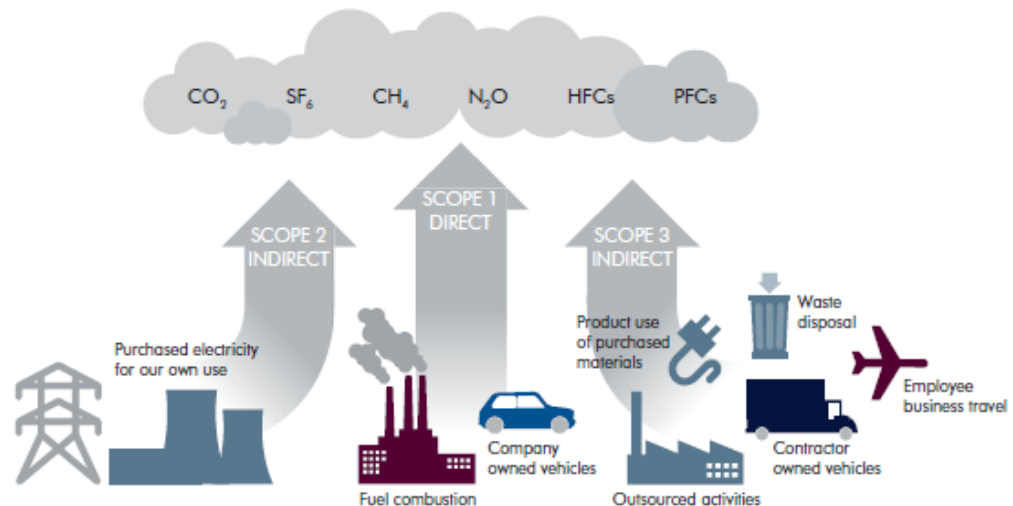 CO₂ SF₆ CH₄ N₂O HFCs PFCs
SCOPE 2
INDIRECT
SCOPE 1
DIRECT
SCOPE 3
INDIRECT
Purchased electricity
for our own use
Fuel combustion
Company
owned vehicles
Product use
of purchased
materials
Waste
disposal
Employee
business travel
Contractor
owned vehicles
Outsourced activities